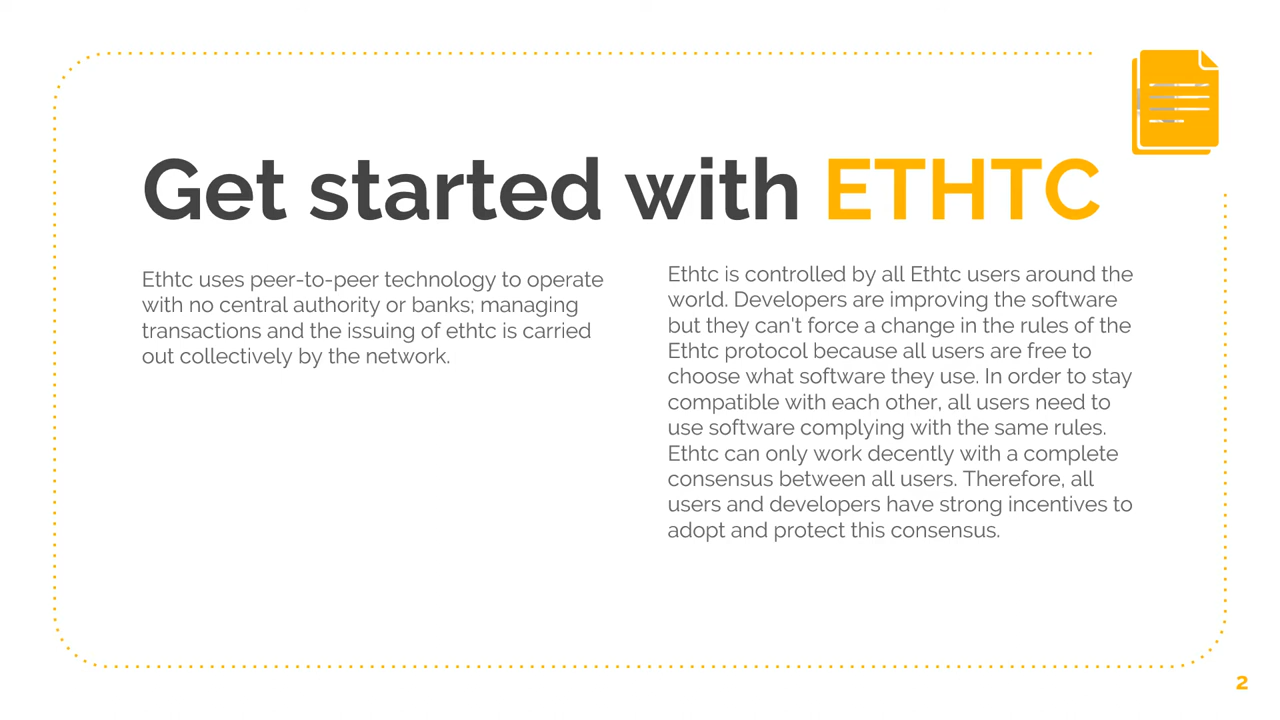 Get started with ETHTC
Ethtc uses peer-to-peer technology to operate
with no central authority or banks; managing
transactions and the issuing of ethtc is carried
out collectively by the network.
Ethtc is controlled by all Ethtc users around the
world. Developers are improving the software
but they can't force a change in the rules of the
Ethtc protocol because all users are free to
choose what software they use. In order to stay
compatible with each other, all users need to
use software complying with the same rules.
Ethtc can only work decently with a complete
consensus between all users. Therefore, all
users and developers have strong incentives to
adopt and protect this consensus.
2